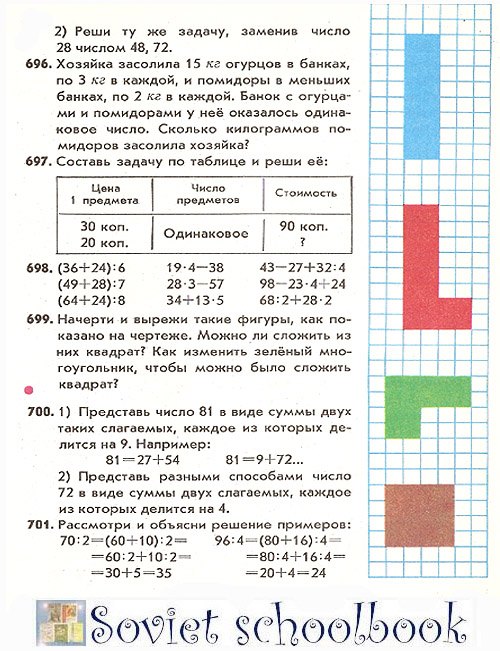 2) Реши ту же задачу, заменив число
28 числом 48, 72.
696. Хозяйка засолила 15 кг огурцов в банках,
по 3 кг в каждой, и помидоры в меньших
банках, по 2 кг в каждой. Банок с огурца-
ми и помидорами у неё оказалось одина-
ковое число. Сколько килограммов по-
мидоров засолила хозяйка?
697. Составь задачу по таблице и реши её:
Цена
1 предмета
Число
предметов
Стоимость
30 коп.
20 коп.
Одинаковое
90 коп.
?
698. (36+24):6 19·4—38 43—27+32:4
(49+28):7 28·3—57 98—23·4+24
(64+24):8 34+13·5 68:2+28·2
699. Начерти и вырежи такие фигуры, как по-
казано на чертеже. Можно ли сложить из
них квадрат? Как изменить зелёный мно-
гоугольник, чтобы можно было сложить
квадрат?
700. 1) Представь число 81 в виде суммы двух
таких слагаемых, каждое из которых де-
лится на 9. Например:
81=27+54 81=9+72...
2) Представь разными способами число
72 в виде суммы двух слагаемых, каждое
из которых делится на 4.
701. Рассмотри и объясни решение примеров:
70:2=(60+10):2= 96:4=(80+16):4=
=60:2+10:2= =80:4+16:4=
=30+5=35 =20+4=24
Soviet schoolbook